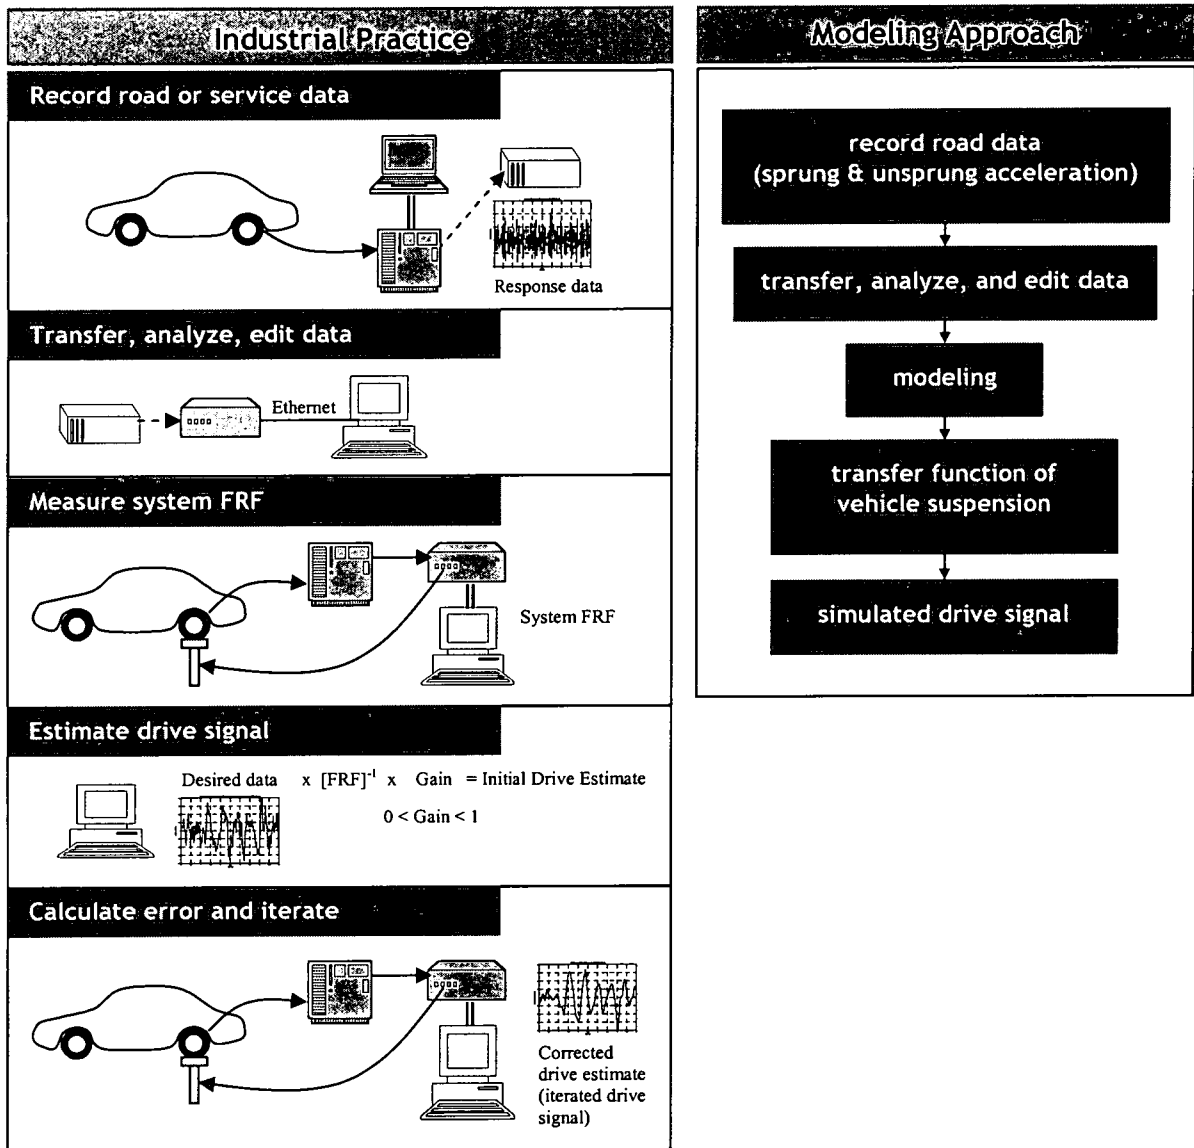 Industrial Practice
Record road or service data
Response data
Transfer, analyze, edit data
Ethernet
Measure system FRF
System FRF
Estimate drive signal
Desired data x [FRF]⁻¹ x Gain = Initial Drive Estimate
0 < Gain < 1
Calculate error and iterate
Corrected
drive estimate
(iterated drive
signal)
Modeling Approach
record road data
(sprung & unsprung acceleration)
transfer, analyze, and edit data
modeling
transfer function of
vehicle suspension
simulated drive signal